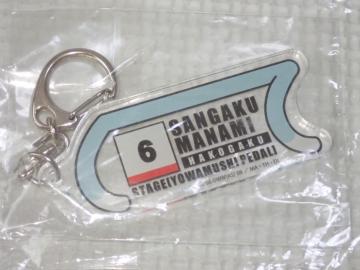 6
SANGAKU
MANAMI
HAKOGAKU
STAGE[YOWAMUSHI PEDAL]